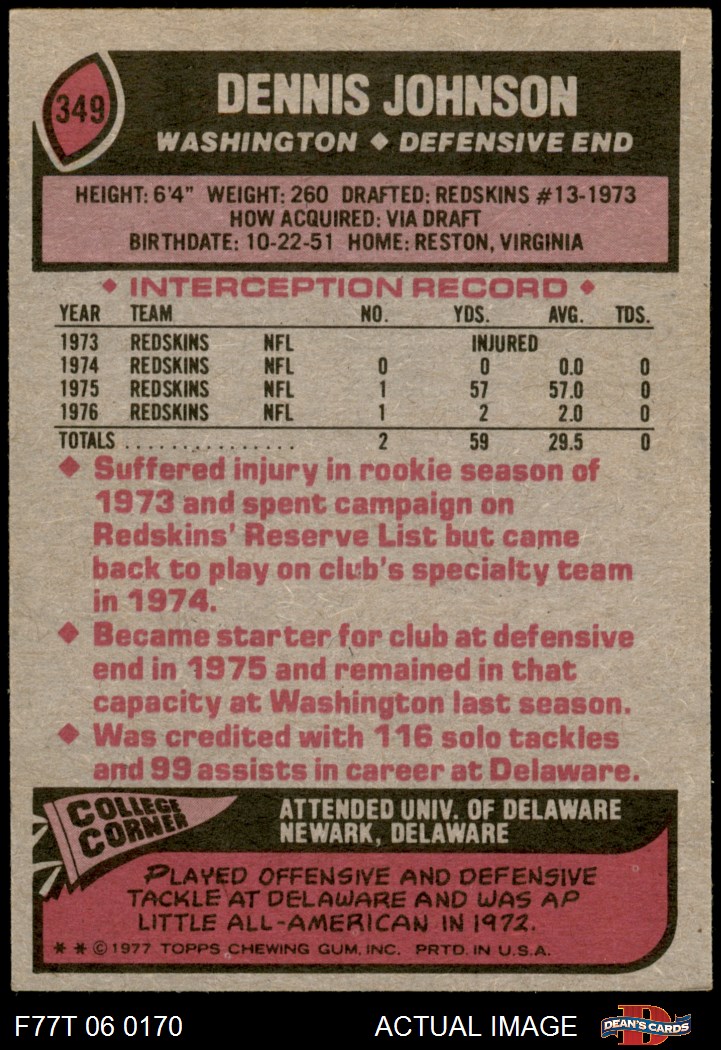 349
DENNIS JOHNSON
WASHINGTON ◆ DEFENSIVE END
HEIGHT: 6'4" WEIGHT: 260 DRAFTED: REDSKINS #13-1973
HOW ACQUIRED: VIA DRAFT
BIRTHDATE: 10-22-51 HOME: RESTON, VIRGINIA
◆ INTERCEPTION RECORD ◆
YEAR TEAM NO. YDS. AVG. TDS.
1973 REDSKINS NFL INJURED
1974 REDSKINS NFL 0 0 0.0 0
1975 REDSKINS NFL 1 57 57.0 0
1976 REDSKINS NFL 1 2 2.0 0
TOTALS . . . . . . . . . . . . . . . 2 59 29.5 0
◆ Suffered injury in rookie season of
1973 and spent campaign on
Redskins' Reserve List but came
back to play on club's specialty team
in 1974.
◆ Became starter for club at defensive
end in 1975 and remained in that
capacity at Washington last season.
◆ Was credited with 116 solo tackles
and 99 assists in career at Delaware.
COLLEGE
CORNER
ATTENDED UNIV. OF DELAWARE
NEWARK, DELAWARE
PLAYED OFFENSIVE AND DEFENSIVE
TACKLE AT DELAWARE AND WAS AP
LITTLE ALL-AMERICAN IN 1972.
* * © 1977 TOPPS CHEWING GUM, INC. PRTD. IN U.S.A.
F77T 06 0170 ACTUAL IMAGE
D
DEAN'S CARDS